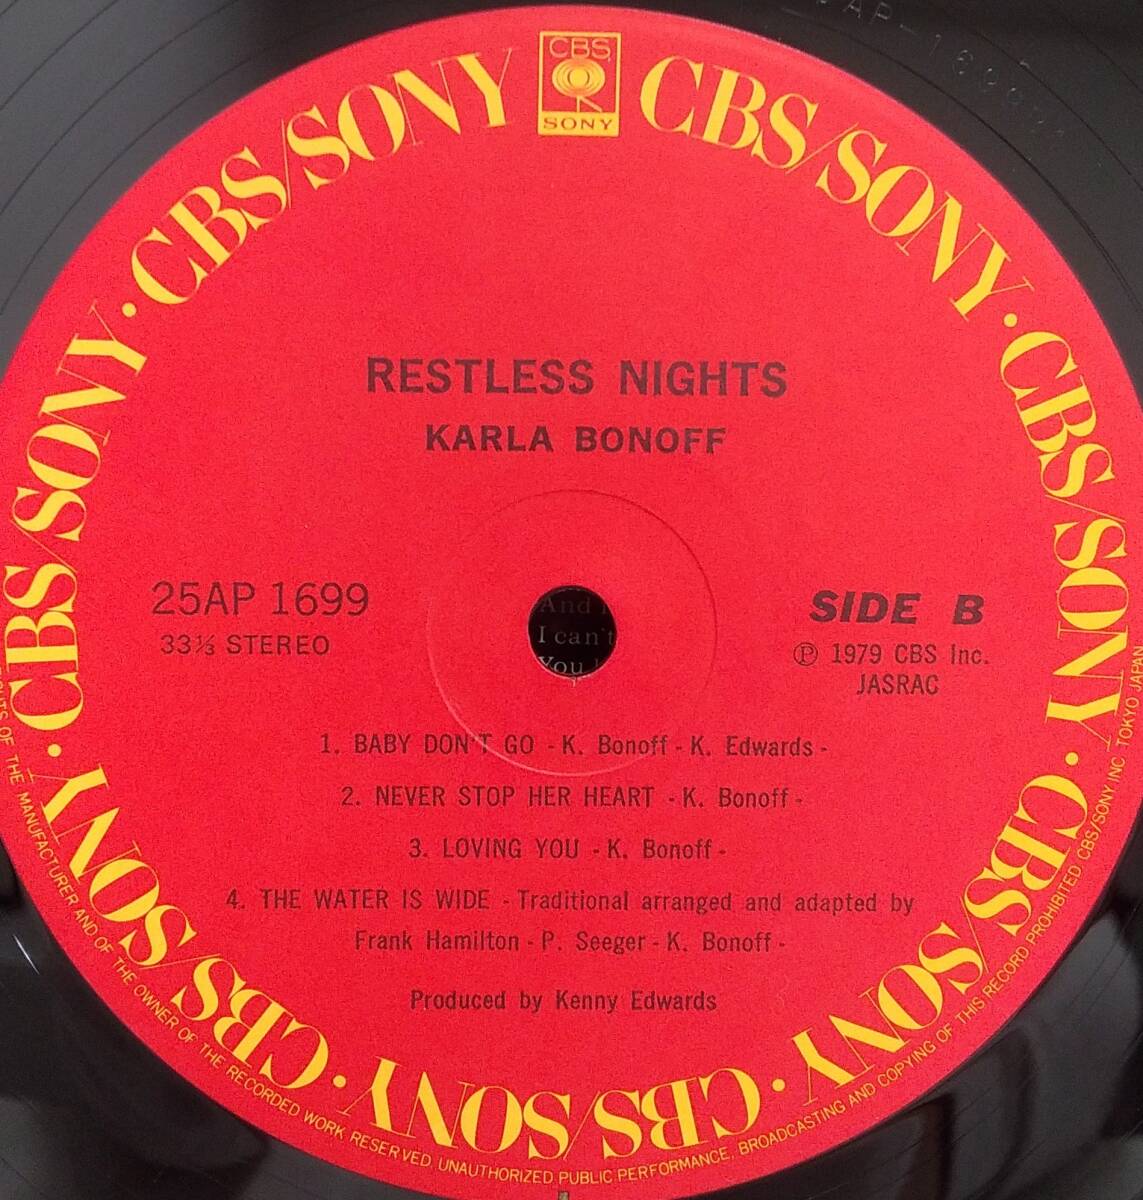 CBS
SONY
CBS/SONY · CBS/SONY · CBS/SONY · CBS/SONY · CBS/SONY · CBS/SONY · CBS/SONY · CBS/SONY
RESTLESS NIGHTS
KARLA BONOFF
25AP 1699
33⅓ STEREO
SIDE B
Ⓟ 1979 CBS Inc.
JASRAC
And
I can't
You
1. BABY DON'T GO - K. Bonoff - K. Edwards -
2. NEVER STOP HER HEART - K. Bonoff -
3. LOVING YOU - K. Bonoff -
4. THE WATER IS WIDE - Traditional arranged and adapted by
Frank Hamilton - P. Seeger - K. Bonoff -
Produced by Kenny Edwards
OF THE MANUFACTURER AND OF THE OWNER OF THE RECORDED WORK RESERVED. UNAUTHORIZED PUBLIC PERFORMANCE, BROADCASTING AND COPYING OF THIS RECORD PROHIBITED CBS/SONY INC TOKYO JAPAN